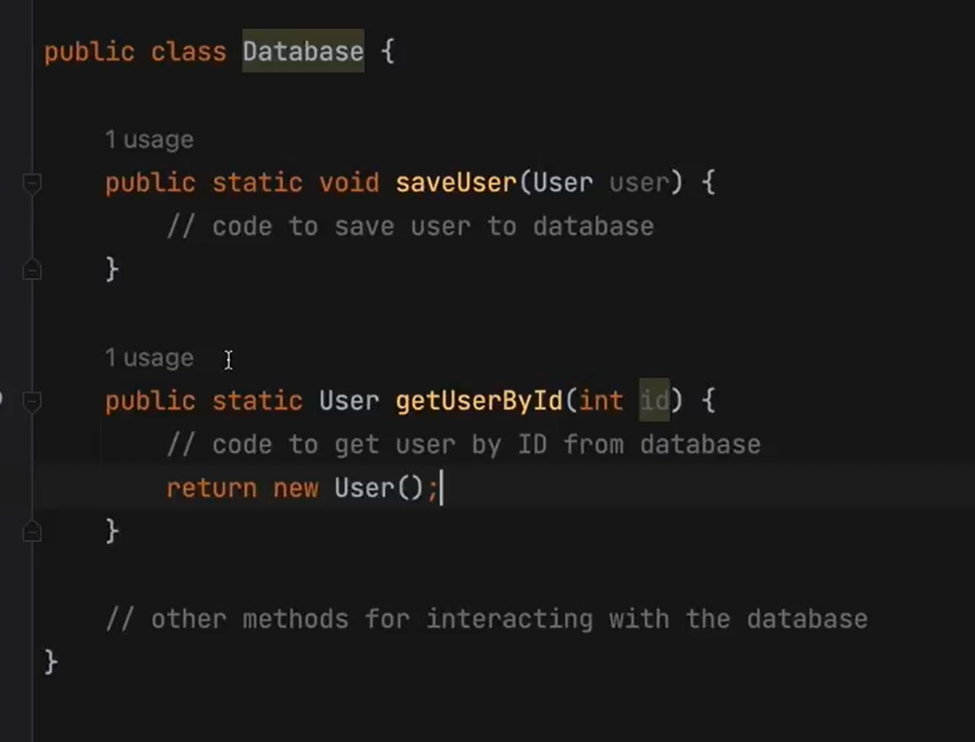 public class Database {
1 usage
public static void saveUser(User user) {
// code to save user to database
}
1 usage
public static User getUserById(int id) {
// code to get user by ID from database
return new User();
}
// other methods for interacting with the database
}